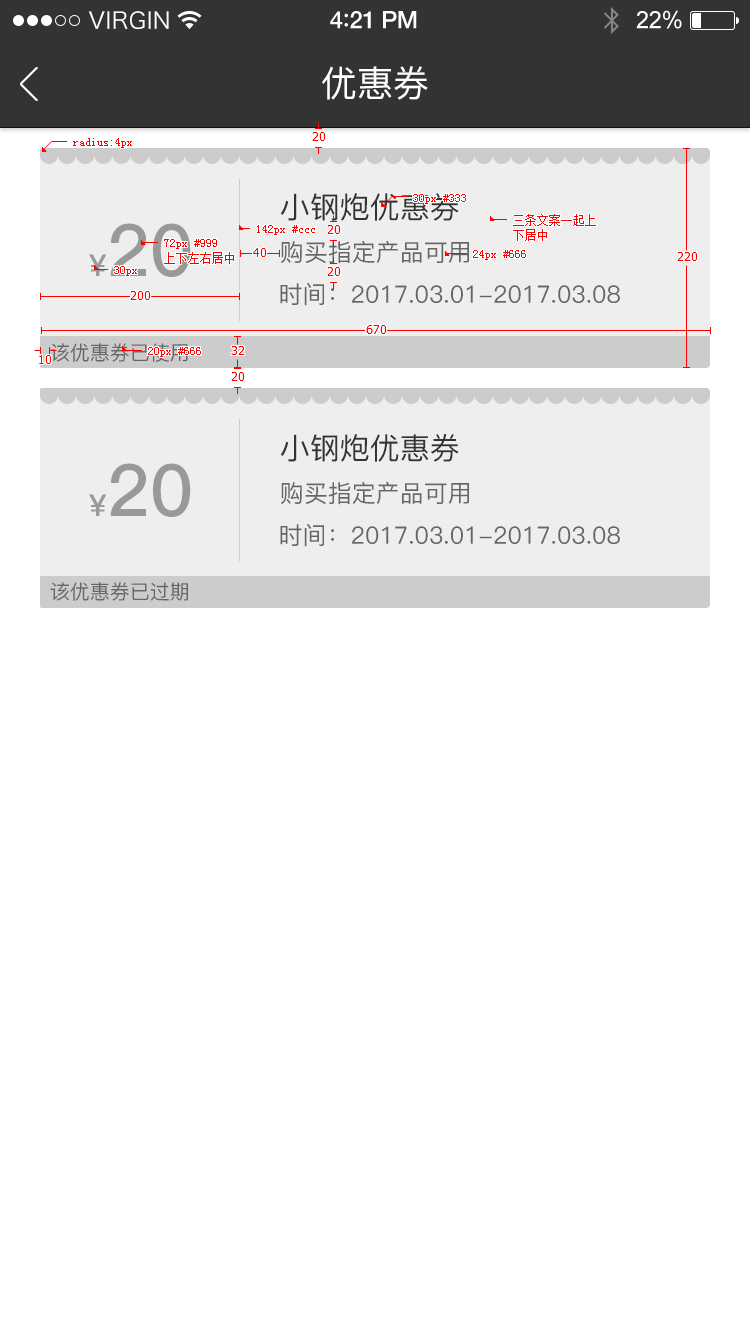 VIRGIN 4:21 PM 22%
优惠券
radius:4px
20
小钢炮优惠券
30px #333
三条文案一起上
下居中
142px #ccc
20
72px #999
上下左右居中
¥20
30px
40
购买指定产品可用
24px #666
220
20
200
时间：2017.03.01-2017.03.08
670
10
该优惠券已使用
20px #666
32
20
¥20
小钢炮优惠券
购买指定产品可用
时间：2017.03.01-2017.03.08
该优惠券已过期